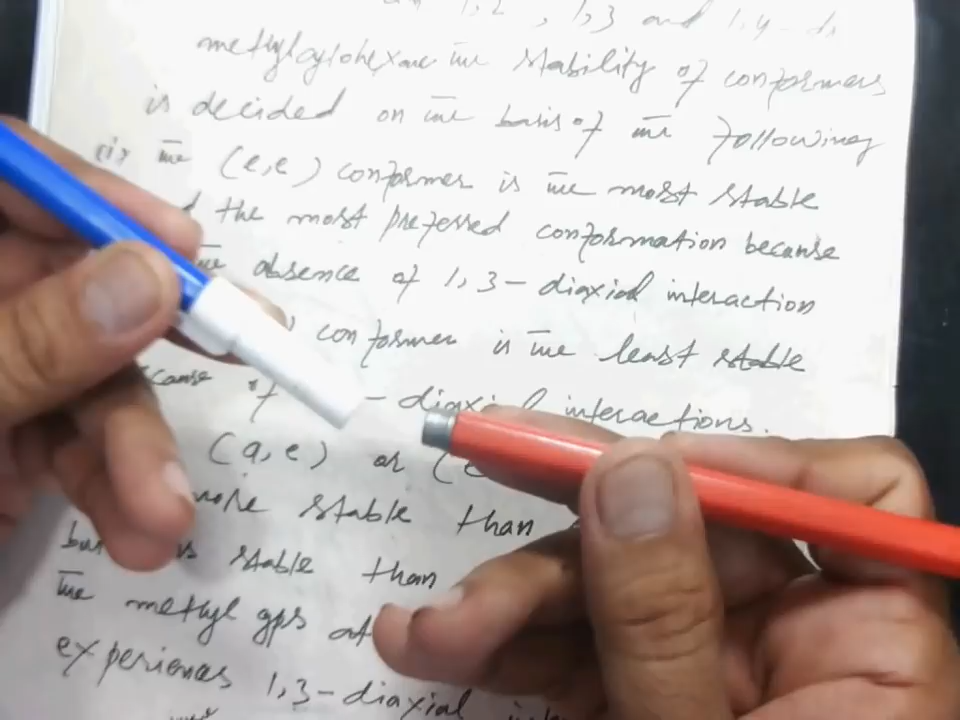 1,2, 1,3 and 1,4-di
methylcyclohexane the stability of conformers
is decided on the basis of the following
(i) the (e,e) conformer is the most stable
the most preferred conformation because
absence of 1,3-diaxial interaction
conformer is the least stable
of - diaxial interactions.
(a,e) or (e
more stable than
but is stable than
the methyl gps at
experiences 1,3-diaxial